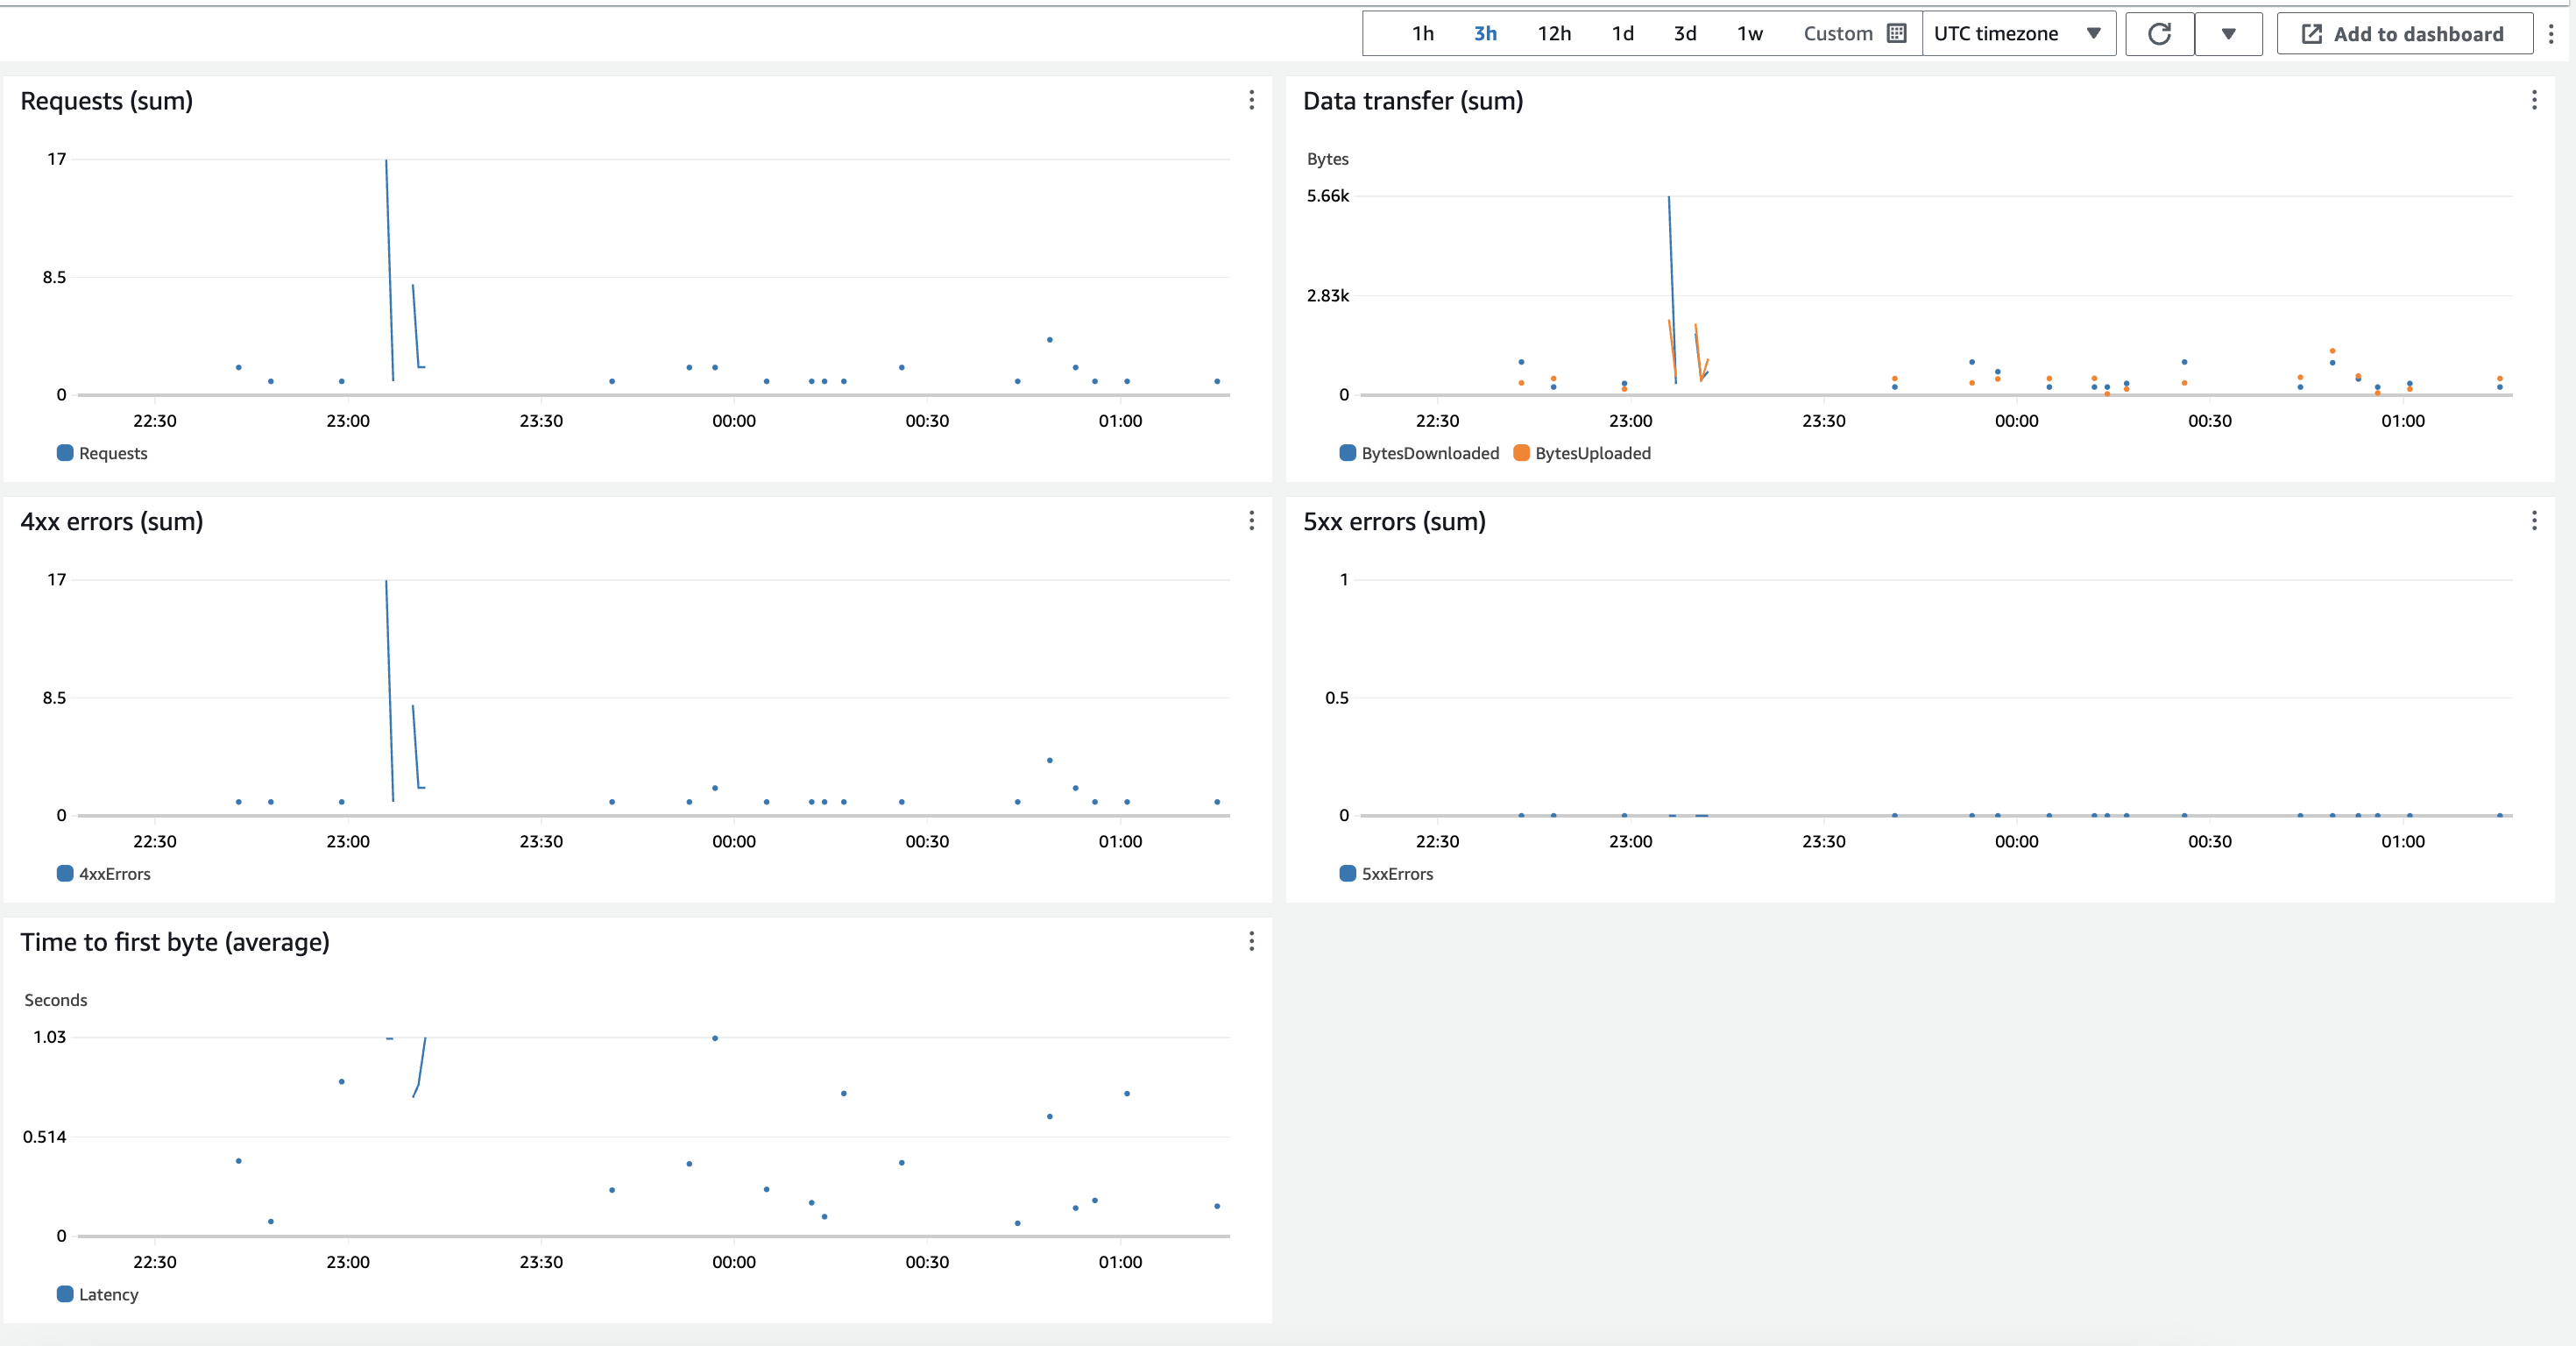 1h 3h 12h 1d 3d 1w Custom UTC timezone Add to dashboard
Requests (sum)
17
8.5
0
22:30 23:00 23:30 00:00 00:30 01:00
Requests
Data transfer (sum)
Bytes
5.66k
2.83k
0
22:30 23:00 23:30 00:00 00:30 01:00
BytesDownloaded BytesUploaded
4xx errors (sum)
17
8.5
0
22:30 23:00 23:30 00:00 00:30 01:00
4xxErrors
5xx errors (sum)
1
0.5
0
22:30 23:00 23:30 00:00 00:30 01:00
5xxErrors
Time to first byte (average)
Seconds
1.03
0.514
0
22:30 23:00 23:30 00:00 00:30 01:00
Latency